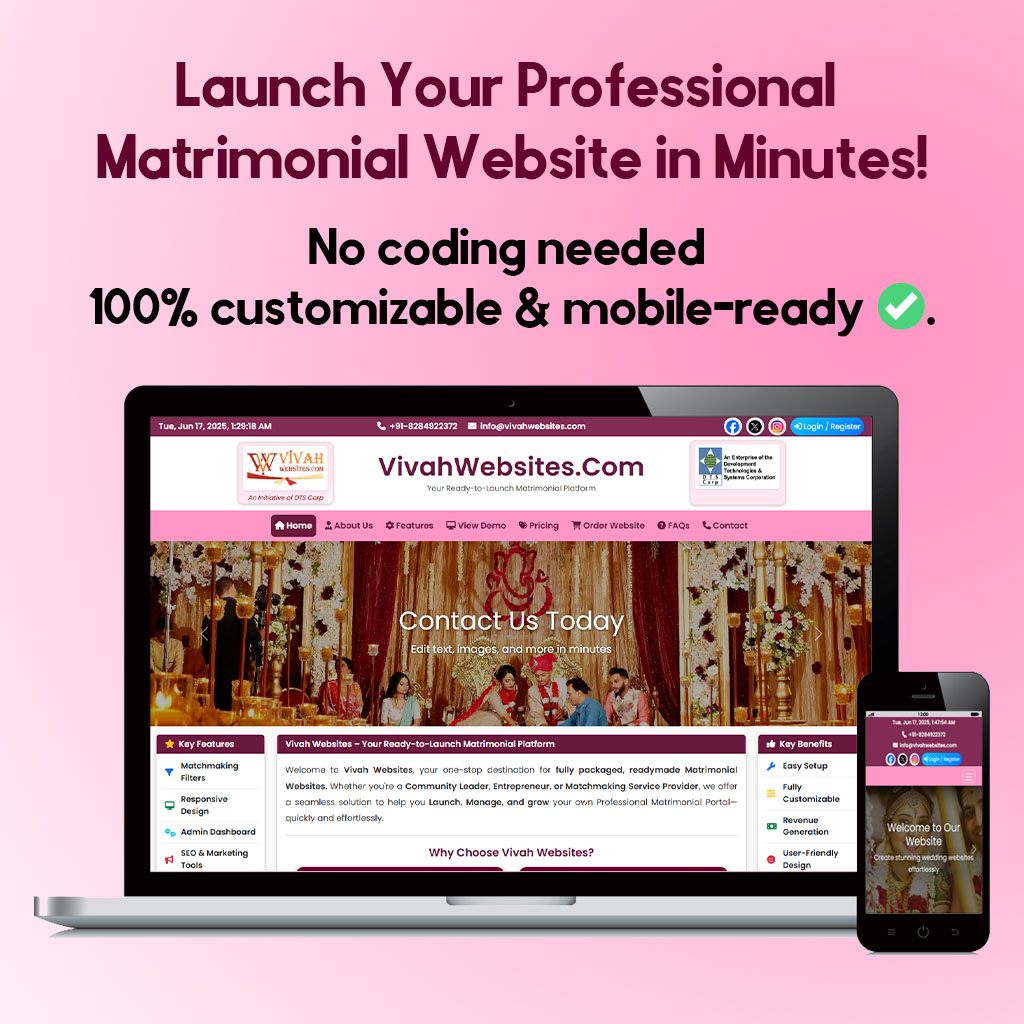 Launch Your Professional
Matrimonial Website in Minutes!
No coding needed
100% customizable & mobile-ready ✅.
Tue, Jun 17, 2025, 1:29:18 AM
+91-8284922372
info@vivahwebsites.com
Login / Register
VIVAH
WEBSITES.COM
An Initiative of DTS Corp
VivahWebsites.Com
Your Ready-to-Launch Matrimonial Platform
DTS
Corp
An Enterprise of the
Development
Technologies &
Systems Corporation
Home
About Us
Features
View Demo
Pricing
Order Website
FAQs
Contact
Contact Us Today
Edit text, images, and more in minutes
Key Features
Matchmaking
Filters
Responsive
Design
Admin Dashboard
SEO & Marketing
Tools
Vivah Websites – Your Ready-to-Launch Matrimonial Platform
Welcome to Vivah Websites, your one-stop destination for fully packaged, readymade Matrimonial
Websites. Whether you're a Community Leader, Entrepreneur, or Matchmaking Service Provider, we offer
a seamless solution to help you Launch, Manage, and grow your own Professional Matrimonial Portal—
quickly and effortlessly.
Why Choose Vivah Websites?
Key Benefits
Easy Setup
Fully
Customizable
Revenue
Generation
User-Friendly
Design
12:00
Tue, Jun 17, 2025, 1:47:54 AM
+91-8284922372
info@vivahwebsites.com
Login / Register
Welcome to Our
Website
Create stunning wedding websites
effortlessly